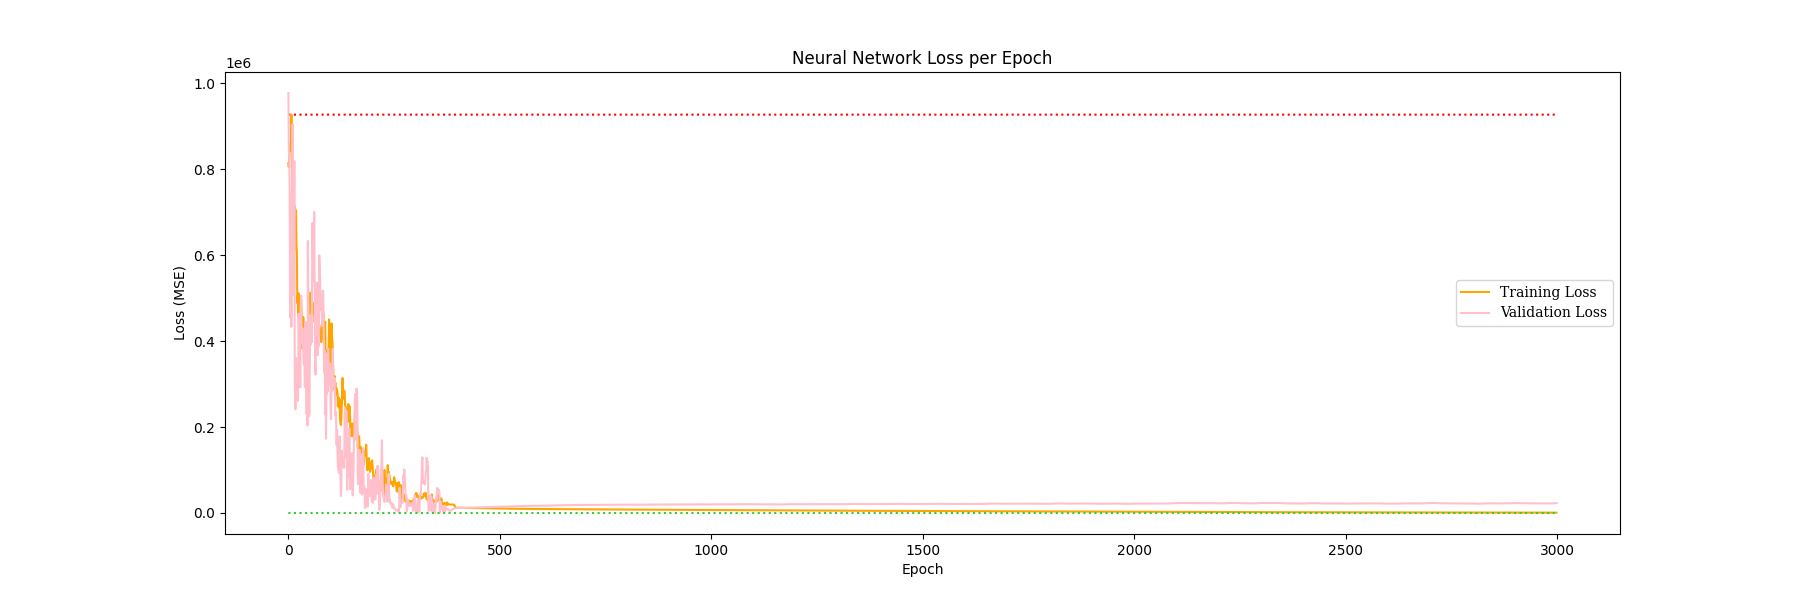 Neural Network Loss per Epoch
1e6
1.0
0.8
0.6
0.4
0.2
0.0
Loss (MSE)
Training Loss
Validation Loss
0 500 1000 1500 2000 2500 3000
Epoch